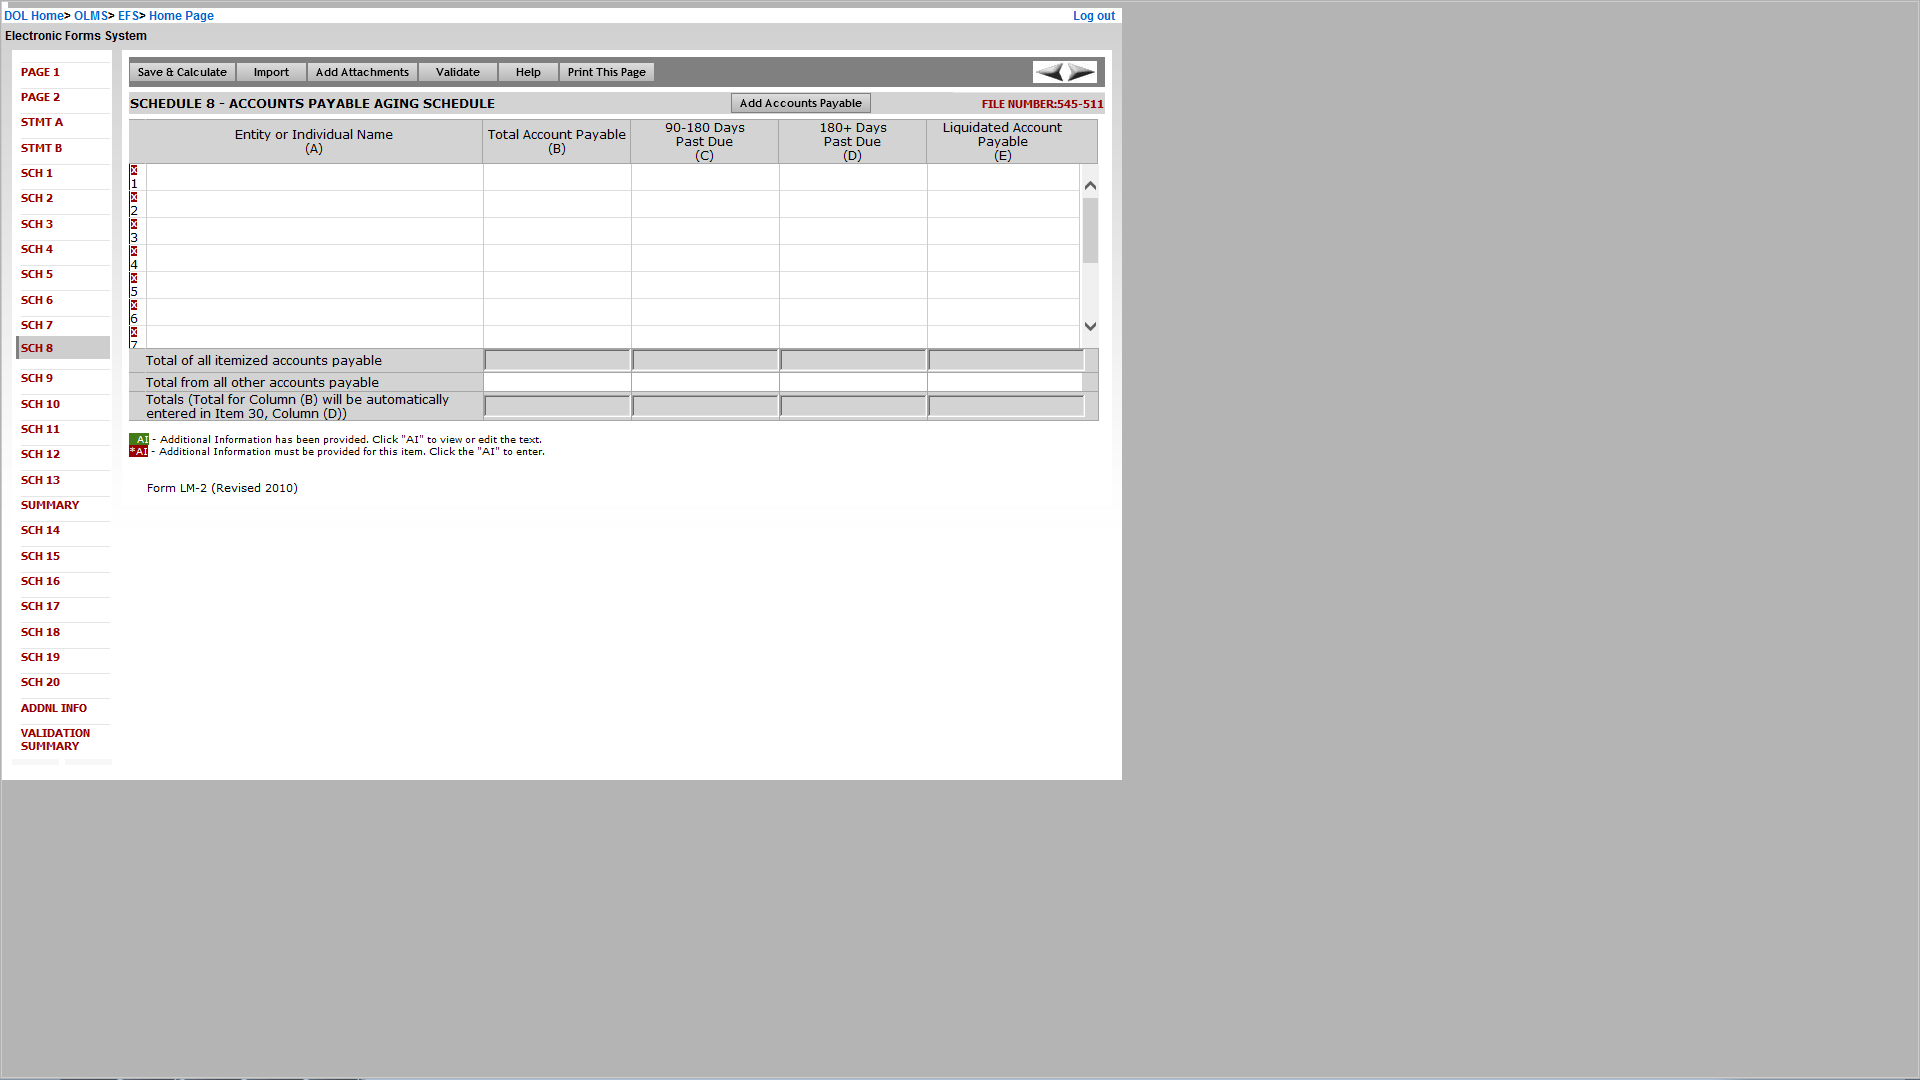 DOL Home> OLMS> EFS> Home Page
Log out
Electronic Forms System
PAGE 1
PAGE 2
STMT A
STMT B
SCH 1
SCH 2
SCH 3
SCH 4
SCH 5
SCH 6
SCH 7
SCH 8
SCH 9
SCH 10
SCH 11
SCH 12
SCH 13
SUMMARY
SCH 14
SCH 15
SCH 16
SCH 17
SCH 18
SCH 19
SCH 20
ADDNL INFO
VALIDATION
SUMMARY
Save & Calculate
Import
Add Attachments
Validate
Help
Print This Page
SCHEDULE 8 - ACCOUNTS PAYABLE AGING SCHEDULE
Add Accounts Payable
FILE NUMBER:545-511
Entity or Individual Name
(A)
Total Account Payable
(B)
90-180 Days
Past Due
(C)
180+ Days
Past Due
(D)
Liquidated Account
Payable
(E)
x
1
x
2
x
3
x
4
x
5
x
6
x
7
Total of all itemized accounts payable
Total from all other accounts payable
Totals (Total for Column (B) will be automatically
entered in Item 30, Column (D))
AI - Additional Information has been provided. Click "AI" to view or edit the text.
*AI - Additional Information must be provided for this item. Click the "AI" to enter.
Form LM-2 (Revised 2010)